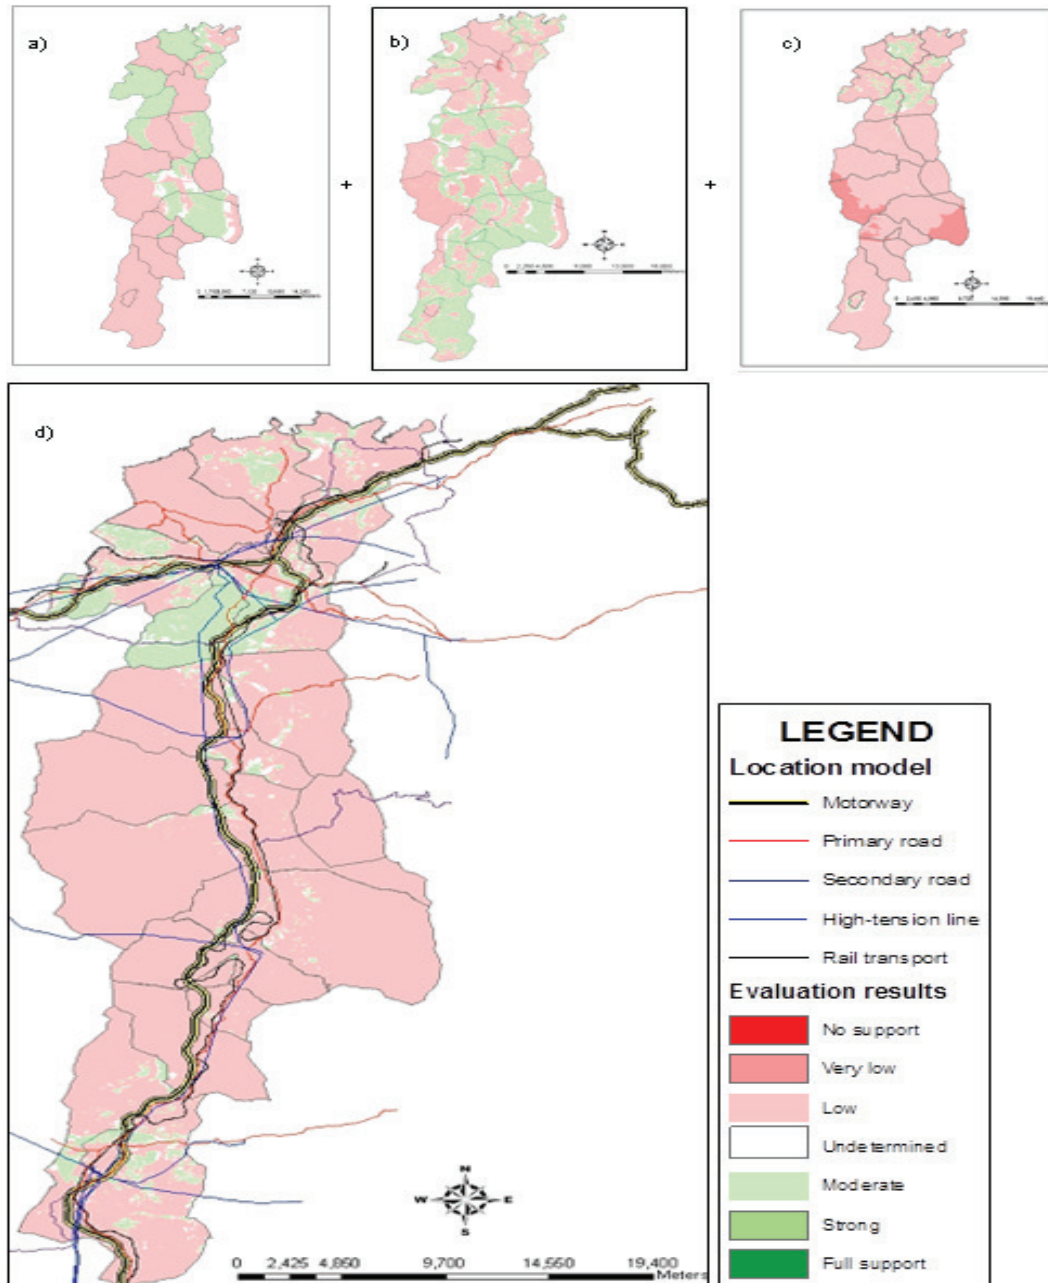 a)
b)
c)
+
+
d)
N
W
E
S
0 2,425 4,850 9,700 14,550 19,400
Meters
LEGEND
Location model
Motorway
Primary road
Secondary road
High-tension line
Rail transport
Evaluation results
No support
Very low
Low
Undetermined
Moderate
Strong
Full support